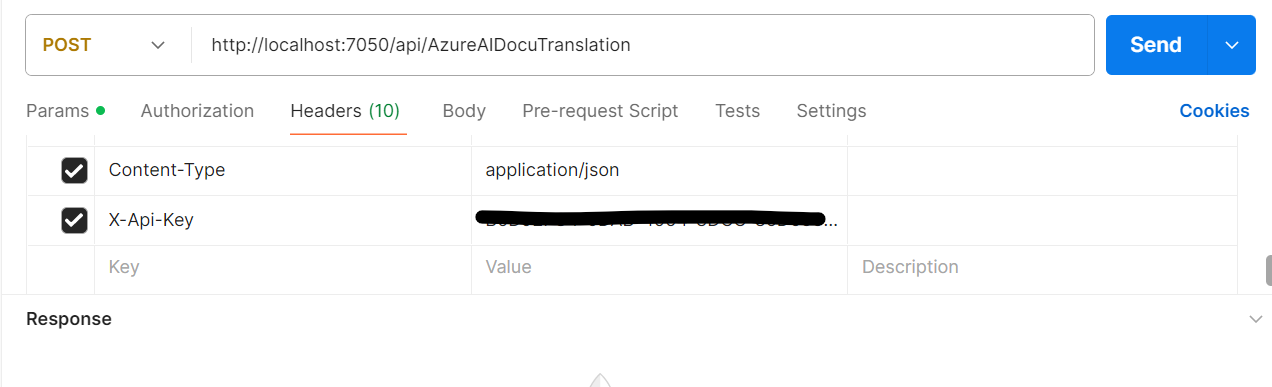 POST http://localhost:7050/api/AzureAIDocuTranslation Send
Params Authorization Headers (10) Body Pre-request Script Tests Settings Cookies
Content-Type application/json
X-Api-Key ...
Key Value Description
Response